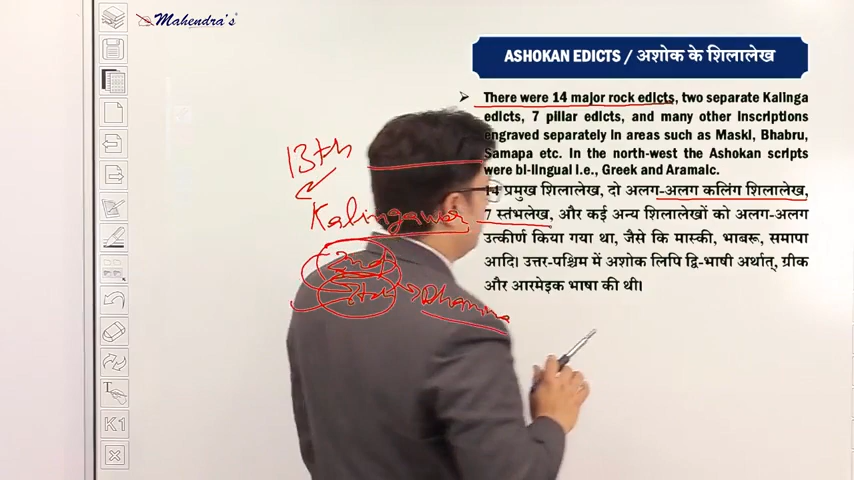 Mahendra's
ASHOKAN EDICTS / अशोक के शिलालेख
There were 14 major rock edicts, two separate Kalinga
edicts, 7 pillar edicts, and many other inscriptions
engraved separately in areas such as Maski, Bhabru,
Samapa etc. In the north-west the Ashokan scripts
were bi-lingual i.e., Greek and Aramaic.
14 प्रमुख शिलालेख, दो अलग-अलग कलिंग शिलालेख,
7 स्तंभलेख, और कई अन्य शिलालेखों को अलग-अलग
उत्कीर्ण किया गया था, जैसे कि मास्की, भाबरू, समापा
आदि। उत्तर-पश्चिम में अशोक लिपि द्वि-भाषी अर्थात्, ग्रीक
और आरमेइक भाषा की थी।
13th
Kalingawar
2nd
Dhamma
T
K1